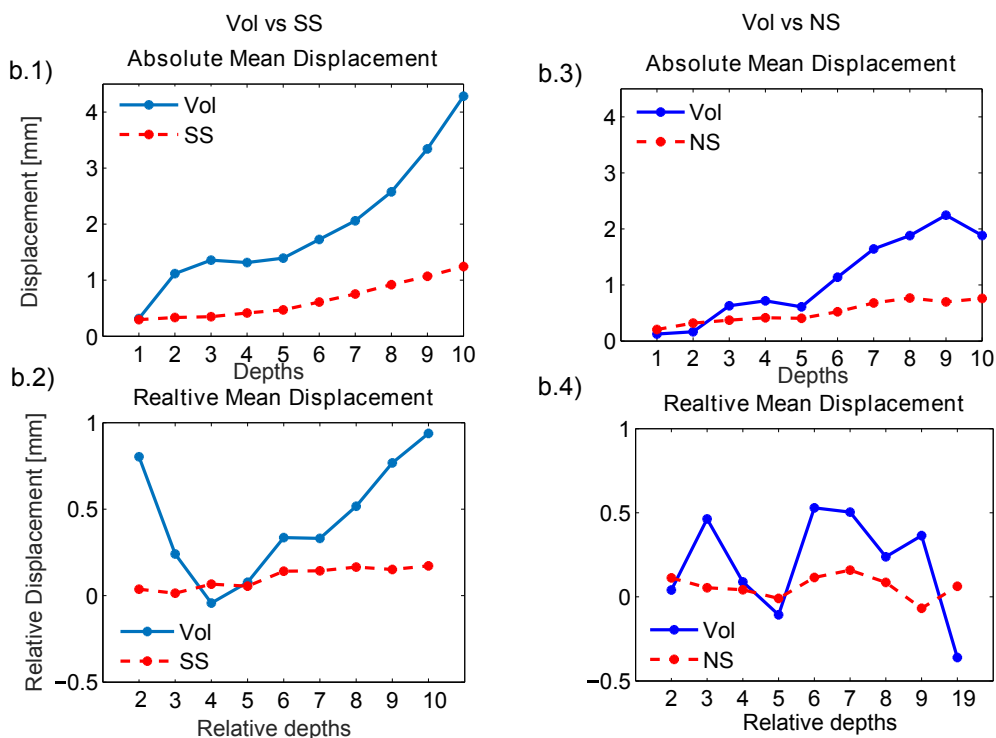 Vol vs SS
b.1)
Absolute Mean Displacement
Displacement [mm]
4
3
2
1
0
Vol
SS
1 2 3 4 5 6 7 8 9 10
Depths
Vol vs NS
b.3)
Absolute Mean Displacement
4
3
2
1
0
Vol
NS
1 2 3 4 5 6 7 8 9 10
Depths
b.2)
Realtive Mean Displacement
Relative Displacement [mm]
1
0.5
0
−0.5
Vol
SS
2 3 4 5 6 7 8 9 10
Relative depths
b.4)
Realtive Mean Displacement
1
0.5
0
−0.5
Vol
NS
2 3 4 5 6 7 8 9 19
Relative depths